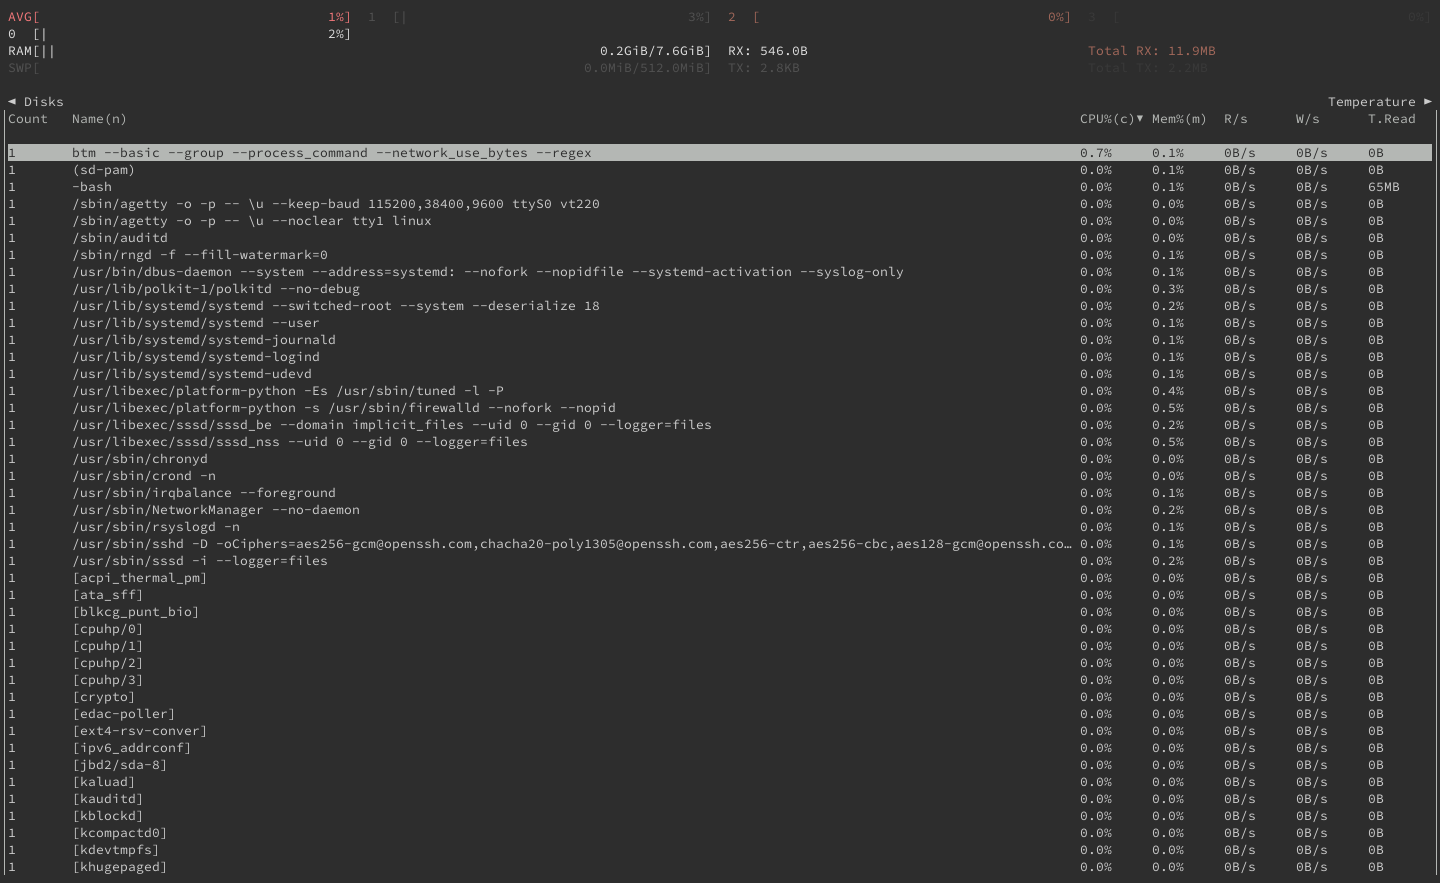 AVG[ 1%] 1 [| 3%] 2 [ 0%] 3 [ 0%]
0 [| 2%]
RAM[|| 0.2GiB/7.6GiB] RX: 546.0B Total RX: 11.9MB
SWP[ 0.0MiB/512.0MiB] TX: 2.8KB Total TX: 2.2MB
◄ Disks Temperature ►
Count Name(n) CPU%(c)▼ Mem%(m) R/s W/s T.Read
1 btm --basic --group --process_command --network_use_bytes --regex 0.7% 0.1% 0B/s 0B/s 0B
1 (sd-pam) 0.0% 0.1% 0B/s 0B/s 0B
1 -bash 0.0% 0.1% 0B/s 0B/s 65MB
1 /sbin/agetty -o -p -- \u --keep-baud 115200,38400,9600 ttyS0 vt220 0.0% 0.0% 0B/s 0B/s 0B
1 /sbin/agetty -o -p -- \u --noclear tty1 linux 0.0% 0.0% 0B/s 0B/s 0B
1 /sbin/auditd 0.0% 0.0% 0B/s 0B/s 0B
1 /sbin/rngd -f --fill-watermark=0 0.0% 0.1% 0B/s 0B/s 0B
1 /usr/bin/dbus-daemon --system --address=systemd: --nofork --nopidfile --systemd-activation --syslog-only 0.0% 0.1% 0B/s 0B/s 0B
1 /usr/lib/polkit-1/polkitd --no-debug 0.0% 0.3% 0B/s 0B/s 0B
1 /usr/lib/systemd/systemd --switched-root --system --deserialize 18 0.0% 0.2% 0B/s 0B/s 0B
1 /usr/lib/systemd/systemd --user 0.0% 0.1% 0B/s 0B/s 0B
1 /usr/lib/systemd/systemd-journald 0.0% 0.1% 0B/s 0B/s 0B
1 /usr/lib/systemd/systemd-logind 0.0% 0.1% 0B/s 0B/s 0B
1 /usr/lib/systemd/systemd-udevd 0.0% 0.1% 0B/s 0B/s 0B
1 /usr/libexec/platform-python -Es /usr/sbin/tuned -l -P 0.0% 0.4% 0B/s 0B/s 0B
1 /usr/libexec/platform-python -s /usr/sbin/firewalld --nofork --nopid 0.0% 0.5% 0B/s 0B/s 0B
1 /usr/libexec/sssd/sssd_be --domain implicit_files --uid 0 --gid 0 --logger=files 0.0% 0.2% 0B/s 0B/s 0B
1 /usr/libexec/sssd/sssd_nss --uid 0 --gid 0 --logger=files 0.0% 0.5% 0B/s 0B/s 0B
1 /usr/sbin/chronyd 0.0% 0.0% 0B/s 0B/s 0B
1 /usr/sbin/crond -n 0.0% 0.0% 0B/s 0B/s 0B
1 /usr/sbin/irqbalance --foreground 0.0% 0.1% 0B/s 0B/s 0B
1 /usr/sbin/NetworkManager --no-daemon 0.0% 0.2% 0B/s 0B/s 0B
1 /usr/sbin/rsyslogd -n 0.0% 0.1% 0B/s 0B/s 0B
1 /usr/sbin/sshd -D -oCiphers=aes256-gcm@openssh.com,chacha20-poly1305@openssh.com,aes256-ctr,aes256-cbc,aes128-gcm@openssh.co… 0.0% 0.1% 0B/s 0B/s 0B
1 /usr/sbin/sssd -i --logger=files 0.0% 0.2% 0B/s 0B/s 0B
1 [acpi_thermal_pm] 0.0% 0.0% 0B/s 0B/s 0B
1 [ata_sff] 0.0% 0.0% 0B/s 0B/s 0B
1 [blkcg_punt_bio] 0.0% 0.0% 0B/s 0B/s 0B
1 [cpuhp/0] 0.0% 0.0% 0B/s 0B/s 0B
1 [cpuhp/1] 0.0% 0.0% 0B/s 0B/s 0B
1 [cpuhp/2] 0.0% 0.0% 0B/s 0B/s 0B
1 [cpuhp/3] 0.0% 0.0% 0B/s 0B/s 0B
1 [crypto] 0.0% 0.0% 0B/s 0B/s 0B
1 [edac-poller] 0.0% 0.0% 0B/s 0B/s 0B
1 [ext4-rsv-conver] 0.0% 0.0% 0B/s 0B/s 0B
1 [ipv6_addrconf] 0.0% 0.0% 0B/s 0B/s 0B
1 [jbd2/sda-8] 0.0% 0.0% 0B/s 0B/s 0B
1 [kaluad] 0.0% 0.0% 0B/s 0B/s 0B
1 [kauditd] 0.0% 0.0% 0B/s 0B/s 0B
1 [kblockd] 0.0% 0.0% 0B/s 0B/s 0B
1 [kcompactd0] 0.0% 0.0% 0B/s 0B/s 0B
1 [kdevtmpfs] 0.0% 0.0% 0B/s 0B/s 0B
1 [khugepaged] 0.0% 0.0% 0B/s 0B/s 0B